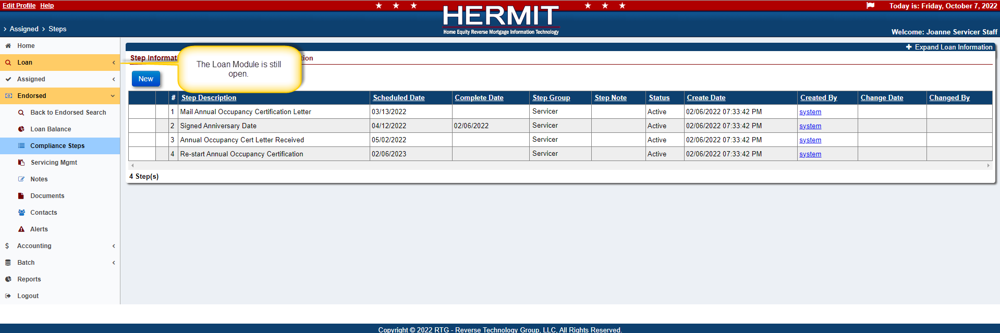 Edit Profile Help
Today is: Friday, October 7, 2022
HERMIT
Home Equity Reverse Mortgage Information Technology
> Assigned > Steps
Welcome: Joanne Servicer Staff
Home
Loan
Assigned
Endorsed
Back to Endorsed Search
Loan Balance
Compliance Steps
Servicing Mgmt
Notes
Documents
Contacts
Alerts
Accounting
Batch
Reports
Logout
Expand Loan Information
The Loan Module is still
open.
New
# Step Description Scheduled Date Complete Date Step Group Step Note Status Create Date Created By Change Date Changed By
1 Mail Annual Occupancy Certification Letter 03/13/2022 Servicer Active 02/06/2022 07:33:42 PM system
2 Signed Anniversary Date 04/12/2022 02/06/2022 Servicer Active 02/06/2022 07:33:42 PM system
3 Annual Occupancy Cert Letter Received 05/02/2022 Servicer Active 02/06/2022 07:33:42 PM system
4 Re-start Annual Occupancy Certification 02/06/2023 Servicer Active 02/06/2022 07:33:42 PM system
4 Step(s)
Copyright © 2022 RTG - Reverse Technology Group, LLC, All Rights Reserved.